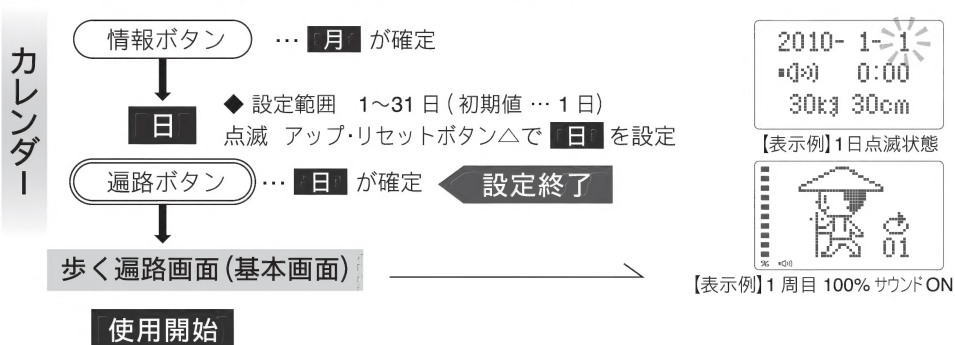 カレンダー
情報ボタン … 月 が確定
日 ◆ 設定範囲 1〜31 日 ( 初期値 … 1 日)
点滅 アップ・リセットボタン△で 日 を設定
遍路ボタン … 日 が確定 設定終了
歩く遍路画面 (基本画面)
使用開始
2010- 1- 1
0:00
30kg 30cm
【表示例】1日点滅状態
01
%
【表示例】1 周目 100% サウンド ON